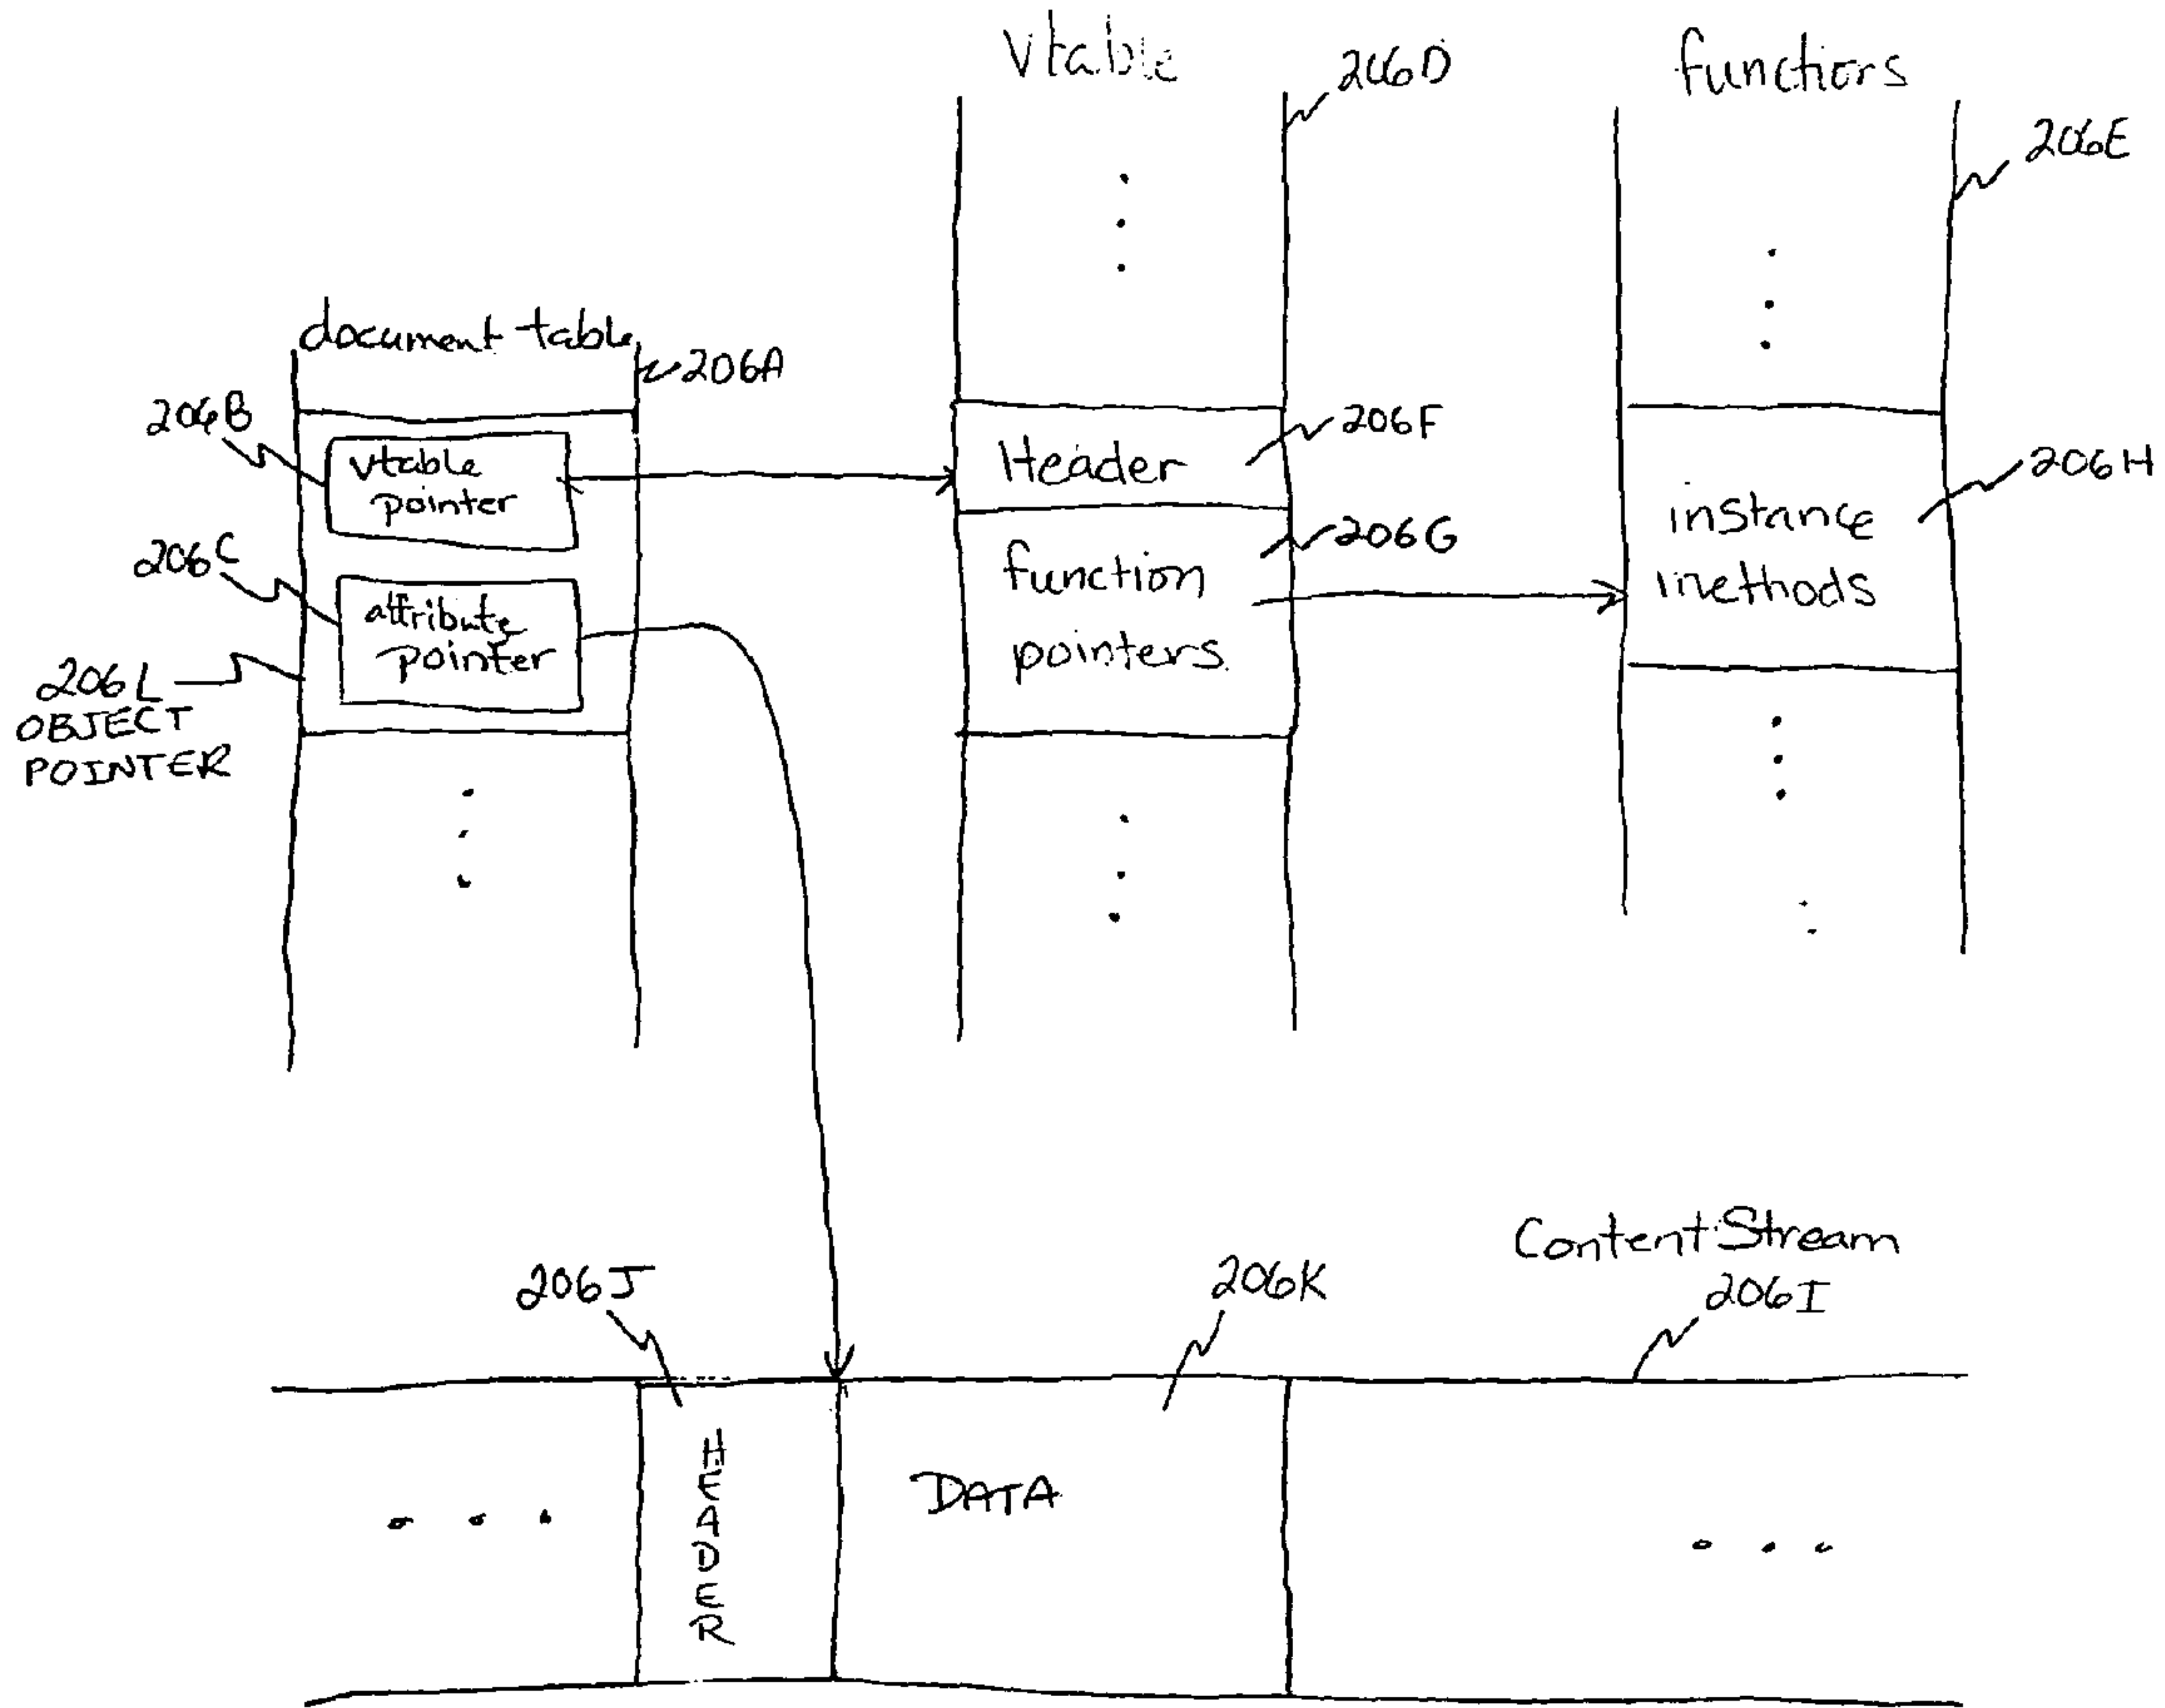 Vtable
206D
functions
206E
document table
206A
206B
vtable
pointer
Header
206F
instance
methods
206H
206C
attribute
pointer
function
pointers.
206G
206L
OBJECT
POINTER
Content Stream
206I
206J
206K
HEADER
DATA